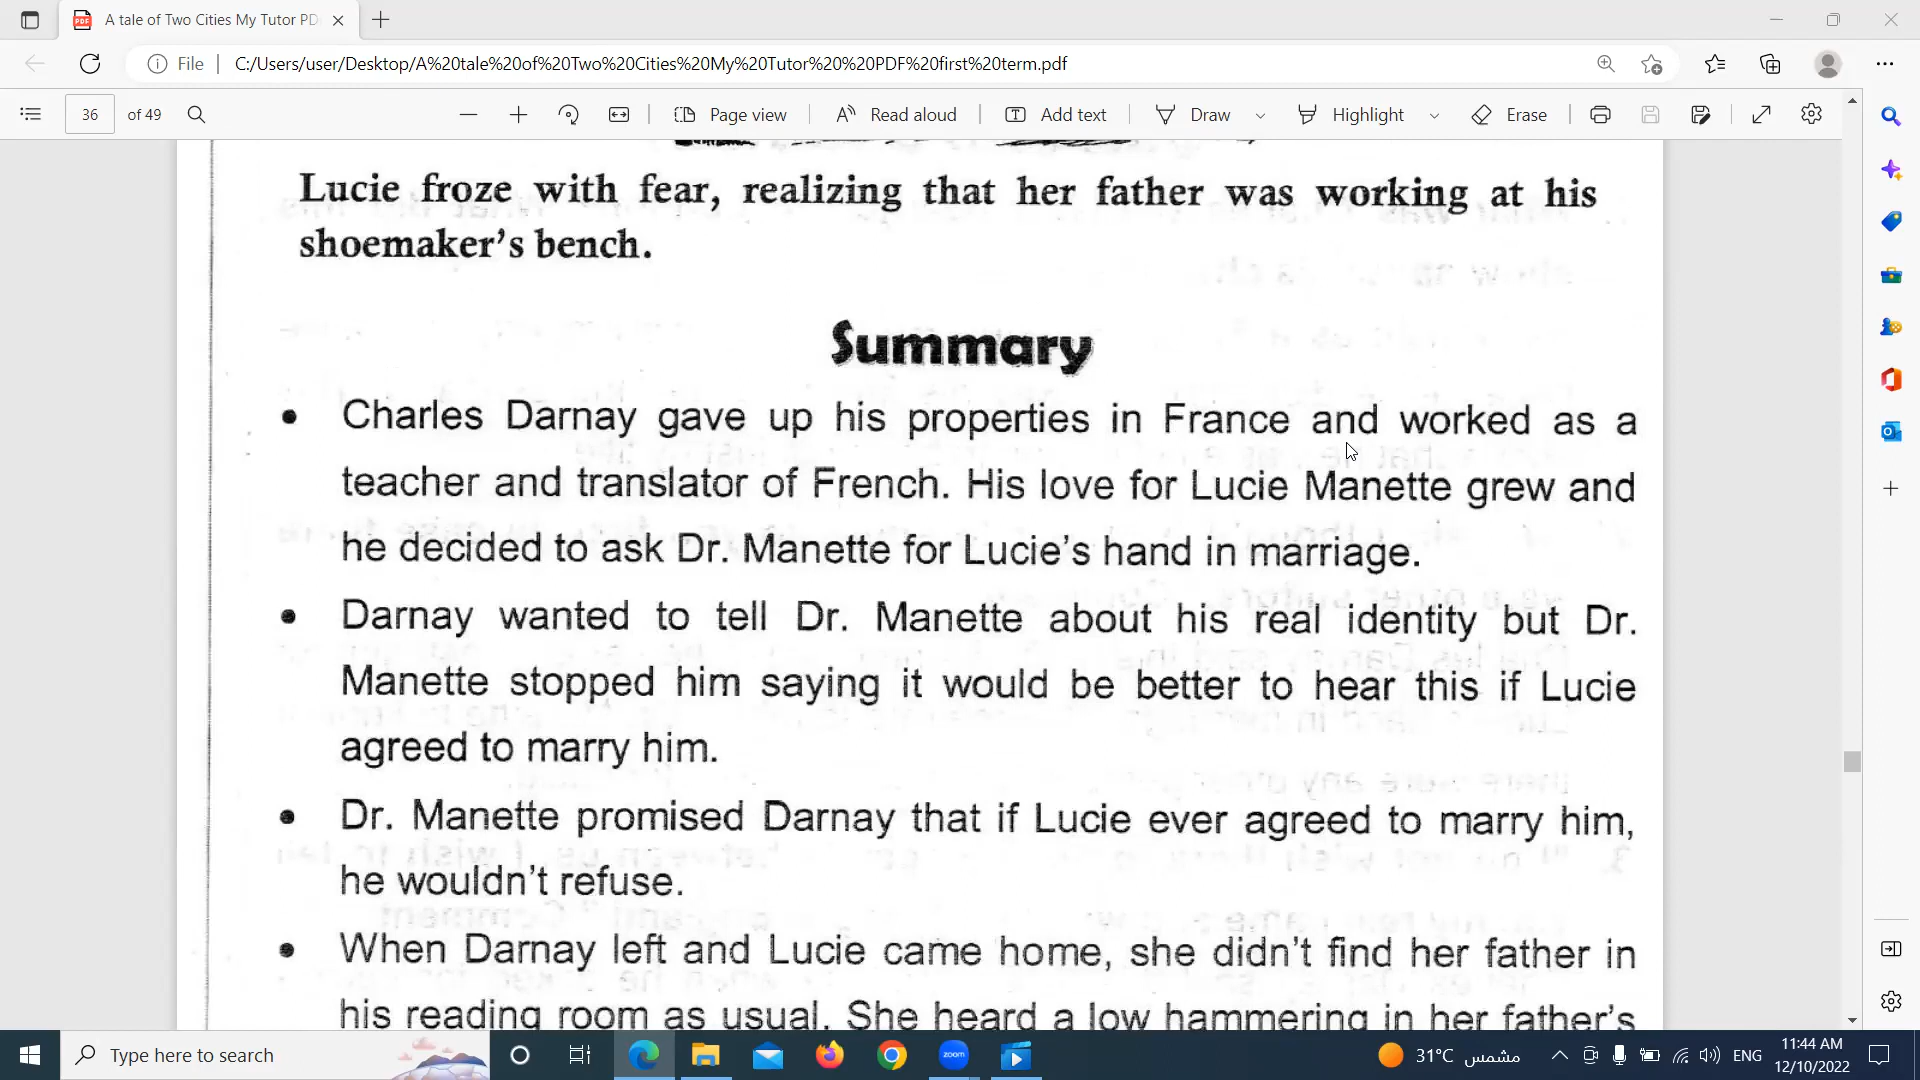 A tale of Two Cities My Tutor PD
File
C:/Users/user/Desktop/A%20tale%20of%20Two%20Cities%20My%20Tutor%20%20PDF%20first%20term.pdf
36 of 49
Page view
Read aloud
Add text
Draw
Highlight
Erase
Lucie froze with fear, realizing that her father was working at his
shoemaker's bench.
Summary
• Charles Darnay gave up his properties in France and worked as a
teacher and translator of French. His love for Lucie Manette grew and
he decided to ask Dr. Manette for Lucie's hand in marriage.
• Darnay wanted to tell Dr. Manette about his real identity but Dr.
Manette stopped him saying it would be better to hear this if Lucie
agreed to marry him.
• Dr. Manette promised Darnay that if Lucie ever agreed to marry him,
he wouldn't refuse.
• When Darnay left and Lucie came home, she didn't find her father in
his reading room as usual. She heard a low hammering in her father's
Type here to search
zoom
31°C مشمس
ENG
11:44 AM
12/10/2022